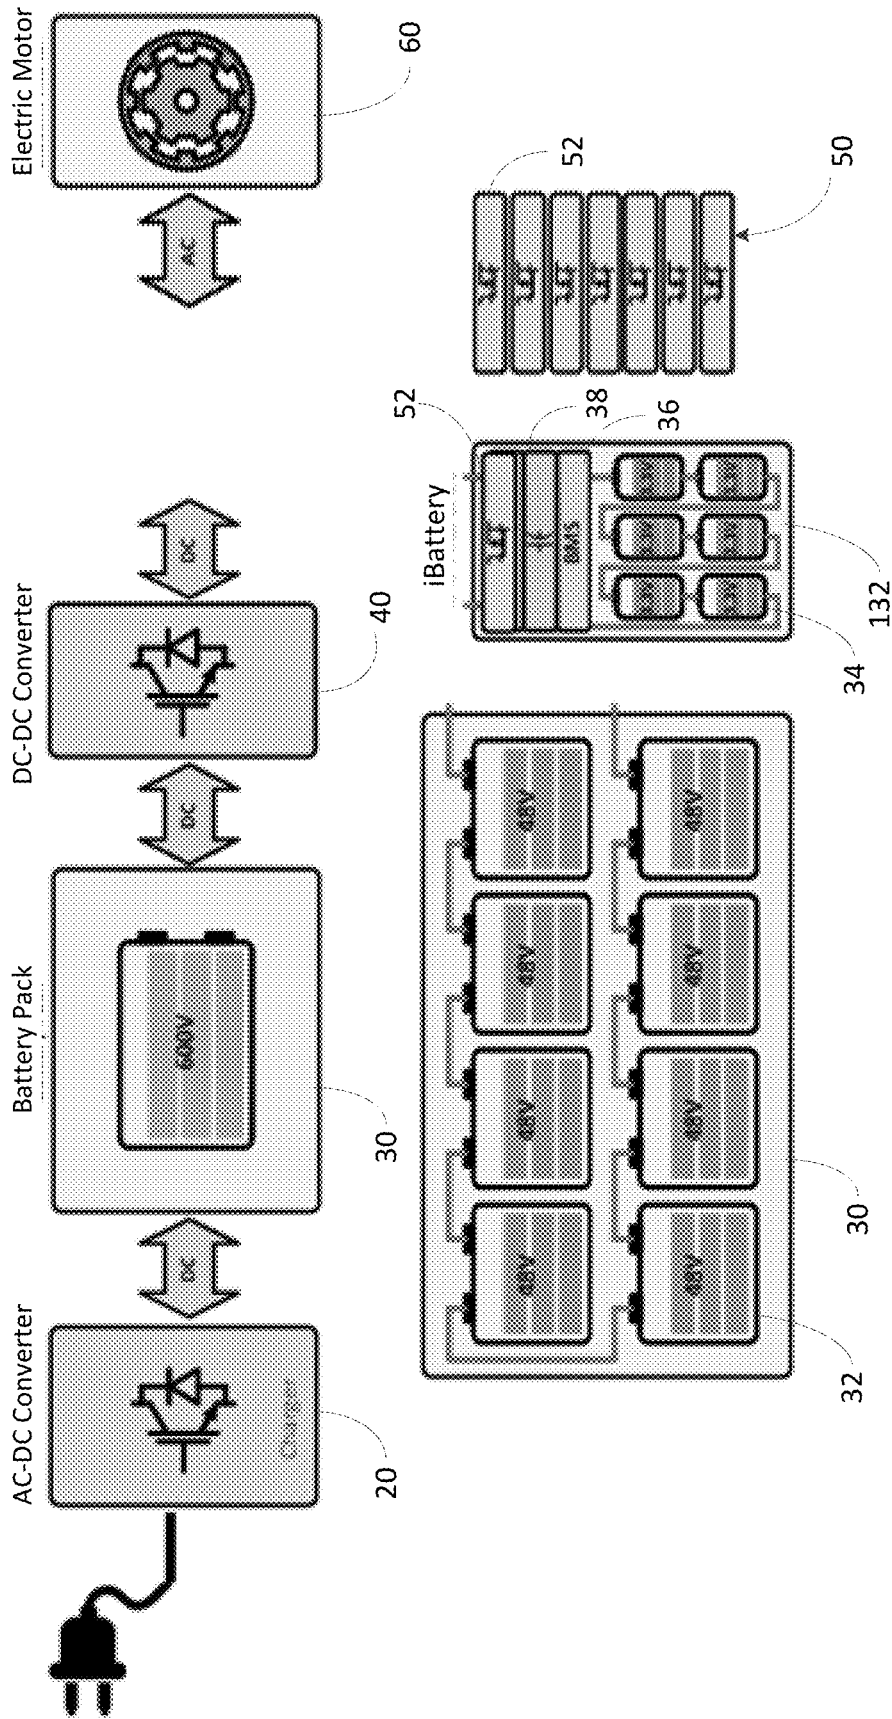 AC-DC Converter
Battery Pack
DC-DC Converter
Electric Motor
Charger
DC
600V
DC
DC
AC
20
30
40
60
iBattery
52
38
36
52
48V
48V
48V
48V
BMS
48V
48V
48V
48V
32
30
34
132
50